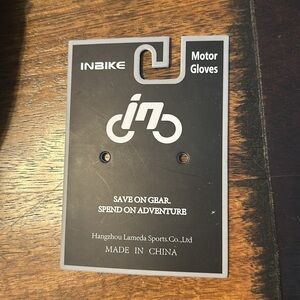 INBIKE
Motor
Gloves
in
SAVE ON GEAR,
SPEND ON ADVENTURE
Hangzhou Lameda Sports.Co.,Ltd
MADE IN CHINA